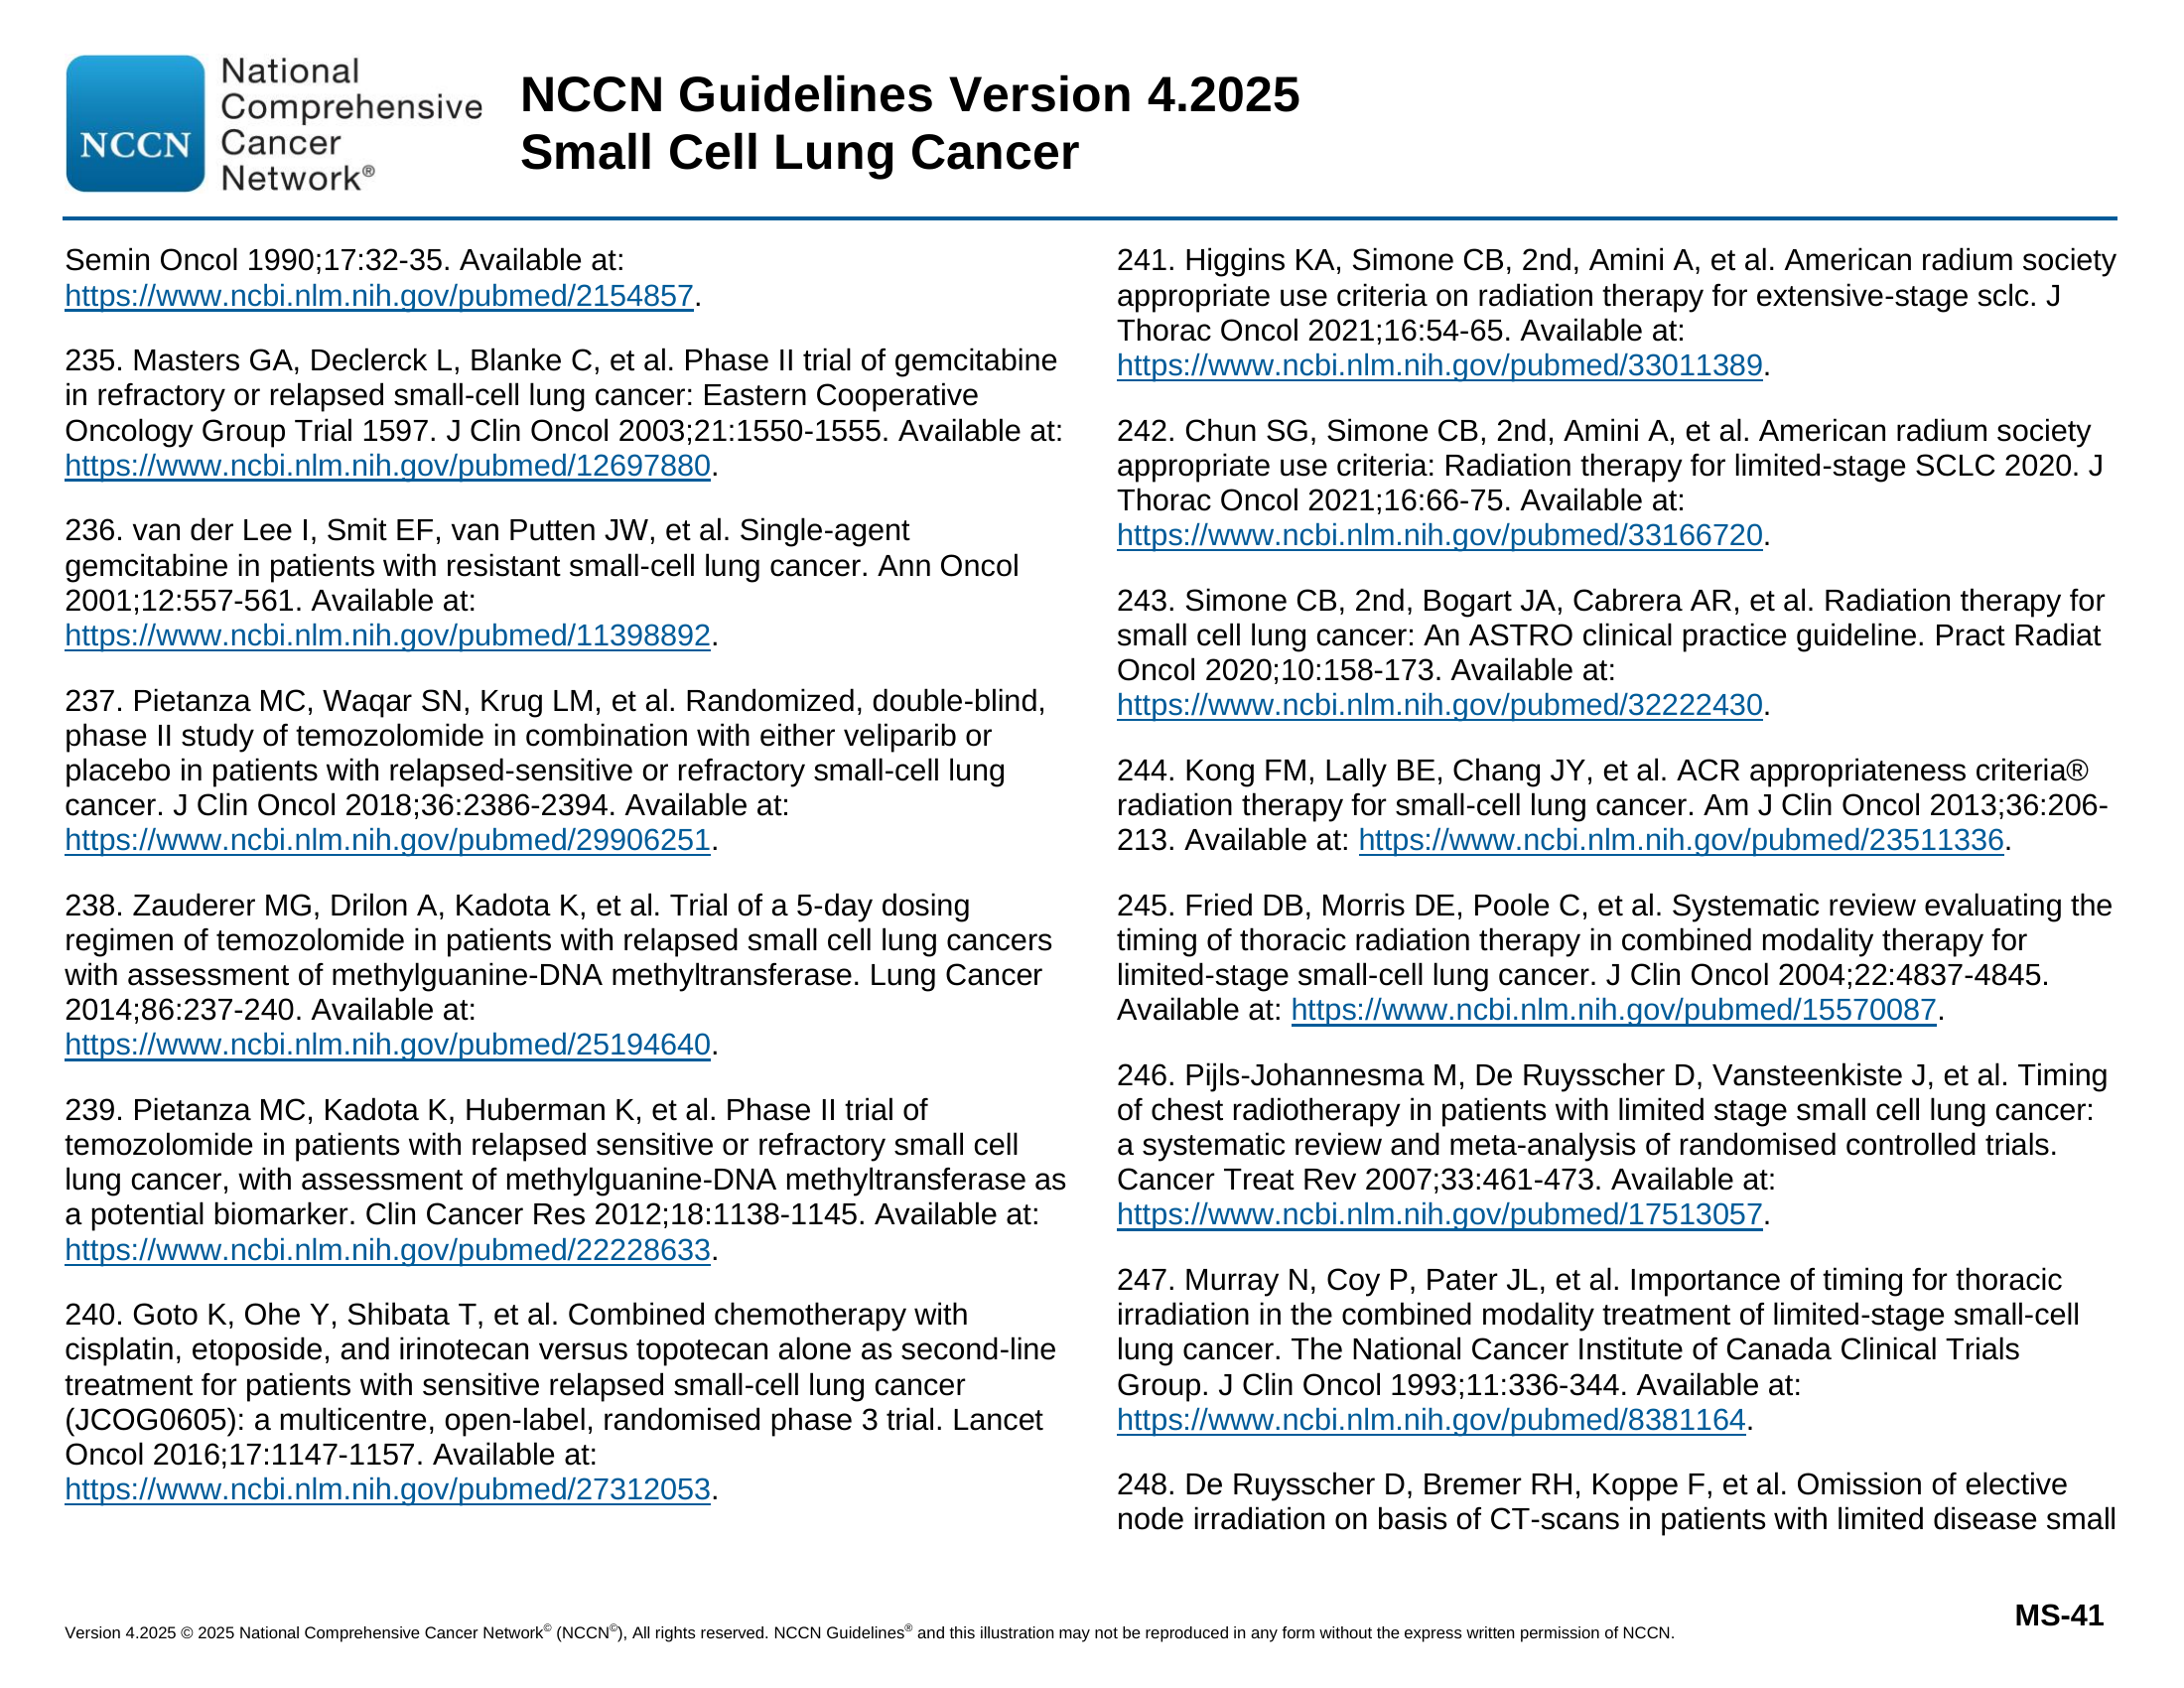 National
Comprehensive
Cancer
Network®
NCCN
NCCN Guidelines Version 4.2025
Small Cell Lung Cancer
Semin Oncol 1990;17:32-35. Available at:
https://www.ncbi.nlm.nih.gov/pubmed/2154857.
235. Masters GA, Declerck L, Blanke C, et al. Phase II trial of gemcitabine
in refractory or relapsed small-cell lung cancer: Eastern Cooperative
Oncology Group Trial 1597. J Clin Oncol 2003;21:1550-1555. Available at:
https://www.ncbi.nlm.nih.gov/pubmed/12697880.
236. van der Lee I, Smit EF, van Putten JW, et al. Single-agent
gemcitabine in patients with resistant small-cell lung cancer. Ann Oncol
2001;12:557-561. Available at:
https://www.ncbi.nlm.nih.gov/pubmed/11398892.
237. Pietanza MC, Waqar SN, Krug LM, et al. Randomized, double-blind,
phase II study of temozolomide in combination with either veliparib or
placebo in patients with relapsed-sensitive or refractory small-cell lung
cancer. J Clin Oncol 2018;36:2386-2394. Available at:
https://www.ncbi.nlm.nih.gov/pubmed/29906251.
238. Zauderer MG, Drilon A, Kadota K, et al. Trial of a 5-day dosing
regimen of temozolomide in patients with relapsed small cell lung cancers
with assessment of methylguanine-DNA methyltransferase. Lung Cancer
2014;86:237-240. Available at:
https://www.ncbi.nlm.nih.gov/pubmed/25194640.
239. Pietanza MC, Kadota K, Huberman K, et al. Phase II trial of
temozolomide in patients with relapsed sensitive or refractory small cell
lung cancer, with assessment of methylguanine-DNA methyltransferase as
a potential biomarker. Clin Cancer Res 2012;18:1138-1145. Available at:
https://www.ncbi.nlm.nih.gov/pubmed/22228633.
240. Goto K, Ohe Y, Shibata T, et al. Combined chemotherapy with
cisplatin, etoposide, and irinotecan versus topotecan alone as second-line
treatment for patients with sensitive relapsed small-cell lung cancer
(JCOG0605): a multicentre, open-label, randomised phase 3 trial. Lancet
Oncol 2016;17:1147-1157. Available at:
https://www.ncbi.nlm.nih.gov/pubmed/27312053.
241. Higgins KA, Simone CB, 2nd, Amini A, et al. American radium society
appropriate use criteria on radiation therapy for extensive-stage sclc. J
Thorac Oncol 2021;16:54-65. Available at:
https://www.ncbi.nlm.nih.gov/pubmed/33011389.
242. Chun SG, Simone CB, 2nd, Amini A, et al. American radium society
appropriate use criteria: Radiation therapy for limited-stage SCLC 2020. J
Thorac Oncol 2021;16:66-75. Available at:
https://www.ncbi.nlm.nih.gov/pubmed/33166720.
243. Simone CB, 2nd, Bogart JA, Cabrera AR, et al. Radiation therapy for
small cell lung cancer: An ASTRO clinical practice guideline. Pract Radiat
Oncol 2020;10:158-173. Available at:
https://www.ncbi.nlm.nih.gov/pubmed/32222430.
244. Kong FM, Lally BE, Chang JY, et al. ACR appropriateness criteria®
radiation therapy for small-cell lung cancer. Am J Clin Oncol 2013;36:206-
213. Available at: https://www.ncbi.nlm.nih.gov/pubmed/23511336.
245. Fried DB, Morris DE, Poole C, et al. Systematic review evaluating the
timing of thoracic radiation therapy in combined modality therapy for
limited-stage small-cell lung cancer. J Clin Oncol 2004;22:4837-4845.
Available at: https://www.ncbi.nlm.nih.gov/pubmed/15570087.
246. Pijls-Johannesma M, De Ruysscher D, Vansteenkiste J, et al. Timing
of chest radiotherapy in patients with limited stage small cell lung cancer:
a systematic review and meta-analysis of randomised controlled trials.
Cancer Treat Rev 2007;33:461-473. Available at:
https://www.ncbi.nlm.nih.gov/pubmed/17513057.
247. Murray N, Coy P, Pater JL, et al. Importance of timing for thoracic
irradiation in the combined modality treatment of limited-stage small-cell
lung cancer. The National Cancer Institute of Canada Clinical Trials
Group. J Clin Oncol 1993;11:336-344. Available at:
https://www.ncbi.nlm.nih.gov/pubmed/8381164.
248. De Ruysscher D, Bremer RH, Koppe F, et al. Omission of elective
node irradiation on basis of CT-scans in patients with limited disease small
MS-41
Version 4.2025 © 2025 National Comprehensive Cancer Network© (NCCN©), All rights reserved. NCCN Guidelines® and this illustration may not be reproduced in any form without the express written permission of NCCN.